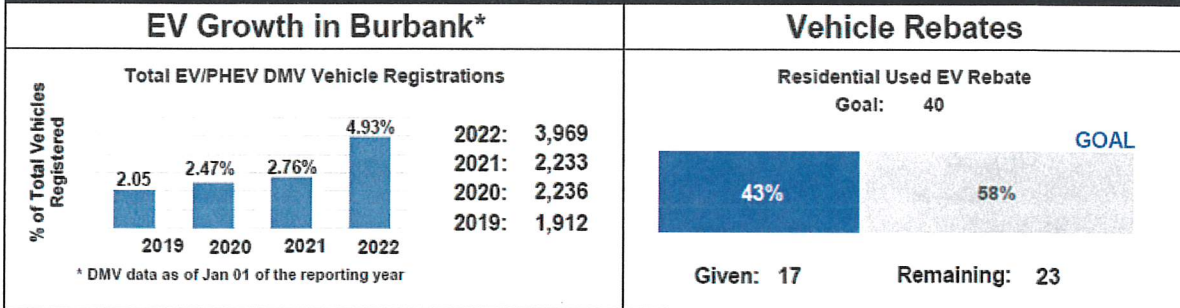 EV Growth in Burbank*
Total EV/PHEV DMV Vehicle Registrations
% of Total Vehicles
Registered
2.05
2.47%
2.76%
4.93%
2019
2020
2021
2022
2022: 3,969
2021: 2,233
2020: 2,236
2019: 1,912
* DMV data as of Jan 01 of the reporting year
Vehicle Rebates
Residential Used EV Rebate
Goal: 40
GOAL
43%
58%
Given: 17 Remaining: 23